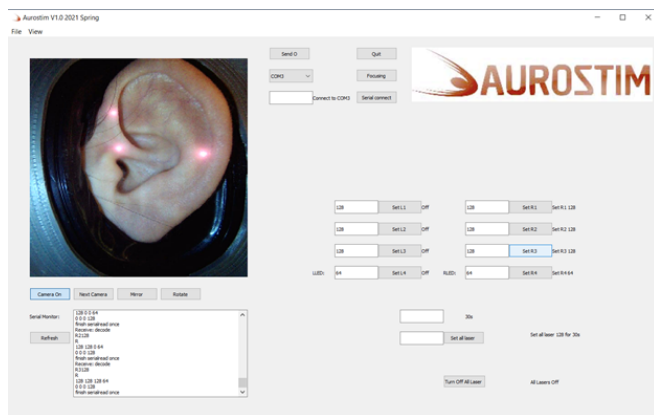 Aurostim V1.0 2021 Spring
File View
Send O
Quit
COM3
Focusing
Connect to COM3
Serial connect
AUROSTIM
128 Set L1 Off 128 Set R1 Set R1 128
128 Set L2 Off 128 Set R2 Set R2 128
128 Set L3 Off 128 Set R3 Set R3 128
LLED: 64 Set L4 Off RLED: 64 Set R4 Set R4 64
Camera On
Next Camera
Mirror
Rotate
Serial Monitor:
Refresh
128 0 0 64
0 0 0 128
finish serialread once
Receive: decode
R2128
R
128 128 0 64
0 0 0 128
finish serialread once
Receive: decode
R3128
R
128 128 128 64
0 0 0 128
finish serialread once
30s
Set all laser
Set all laser 128 for 30s
Turn Off All Laser
All Lasers Off